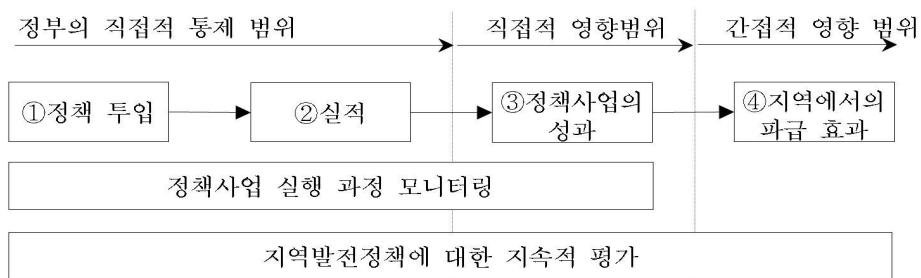 정부의 직접적 통제 범위 직접적 영향범위 간접적 영향 범위
①정책 투입 ②실적 ③정책사업의 성과 ④지역에서의 파급 효과
정책사업 실행 과정 모니터링
지역발전정책에 대한 지속적 평가